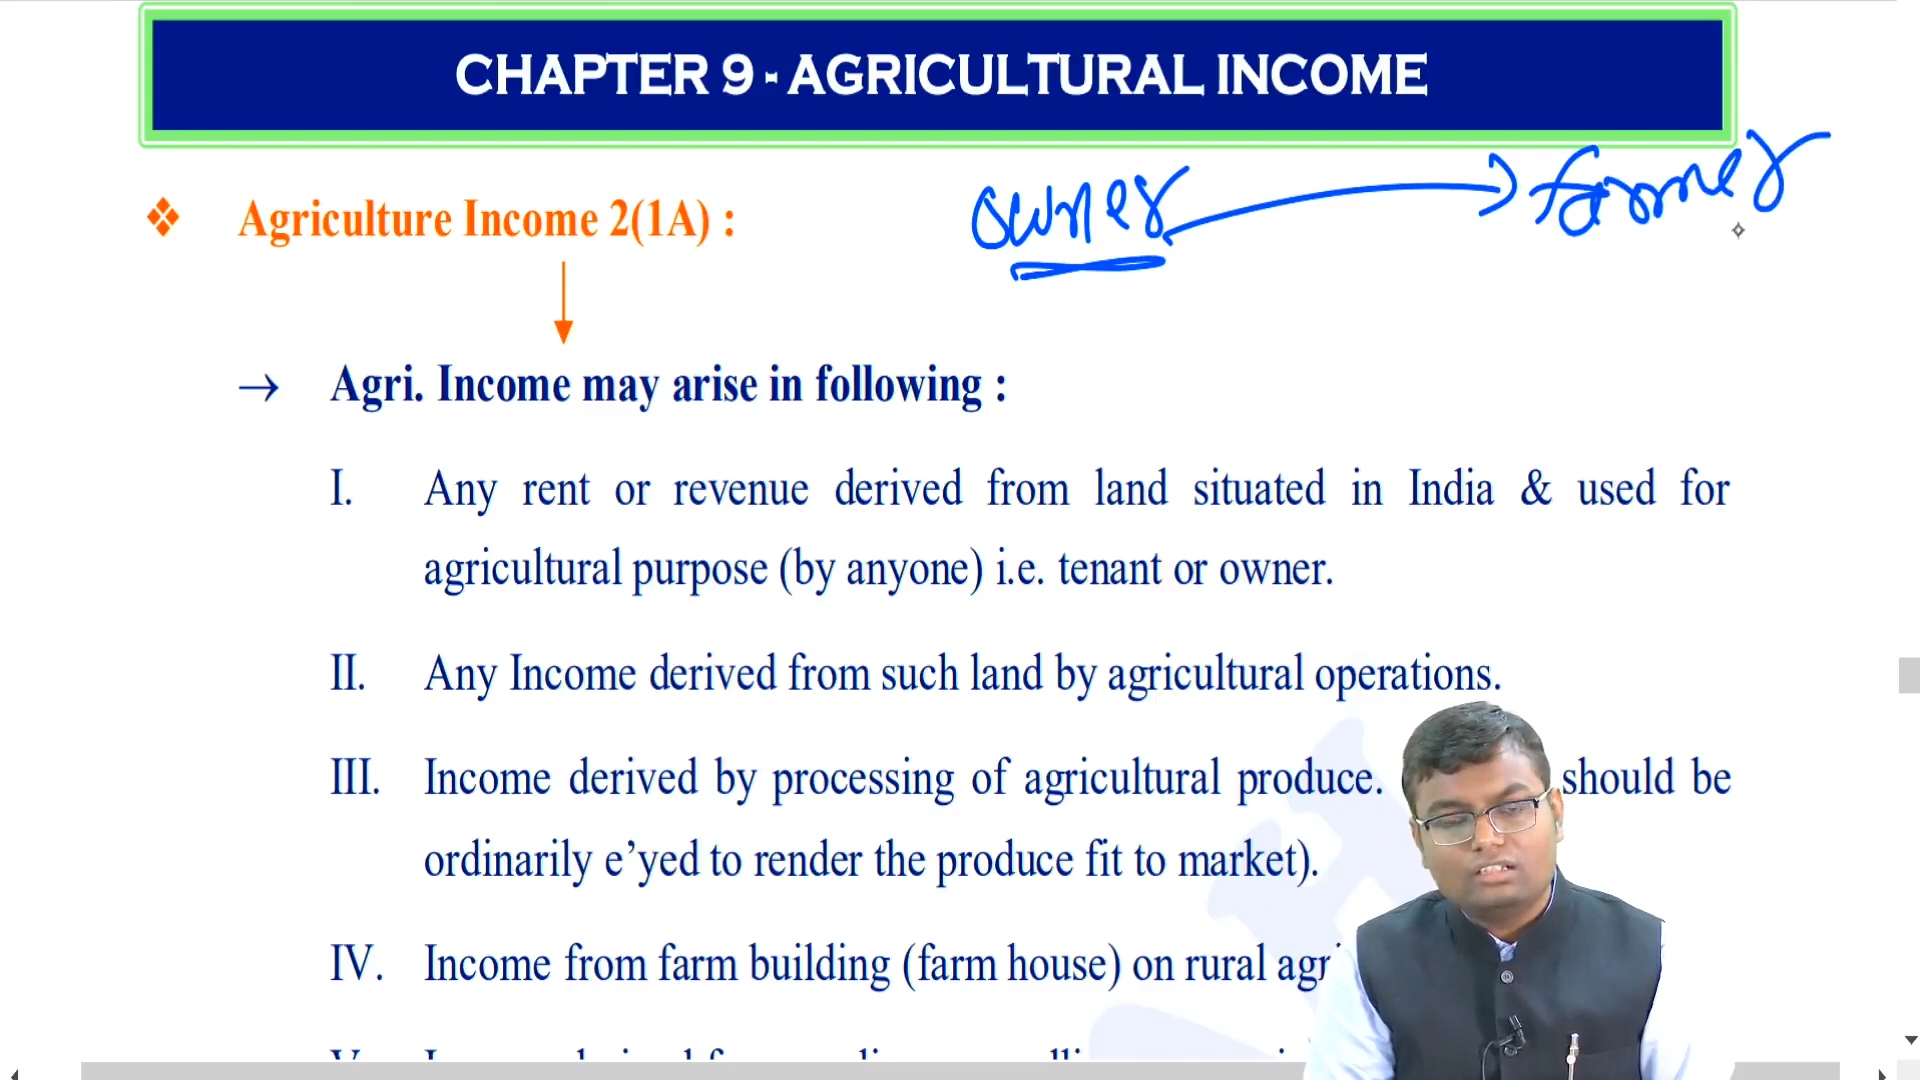 CHAPTER 9 - AGRICULTURAL INCOME
owner → farmer
❖ Agriculture Income 2(1A) :
→ Agri. Income may arise in following :
I. Any rent or revenue derived from land situated in India & used for
agricultural purpose (by anyone) i.e. tenant or owner.
II. Any Income derived from such land by agricultural operations.
III. Income derived by processing of agricultural produce. should be
ordinarily e’yed to render the produce fit to market).
IV. Income from farm building (farm house) on rural